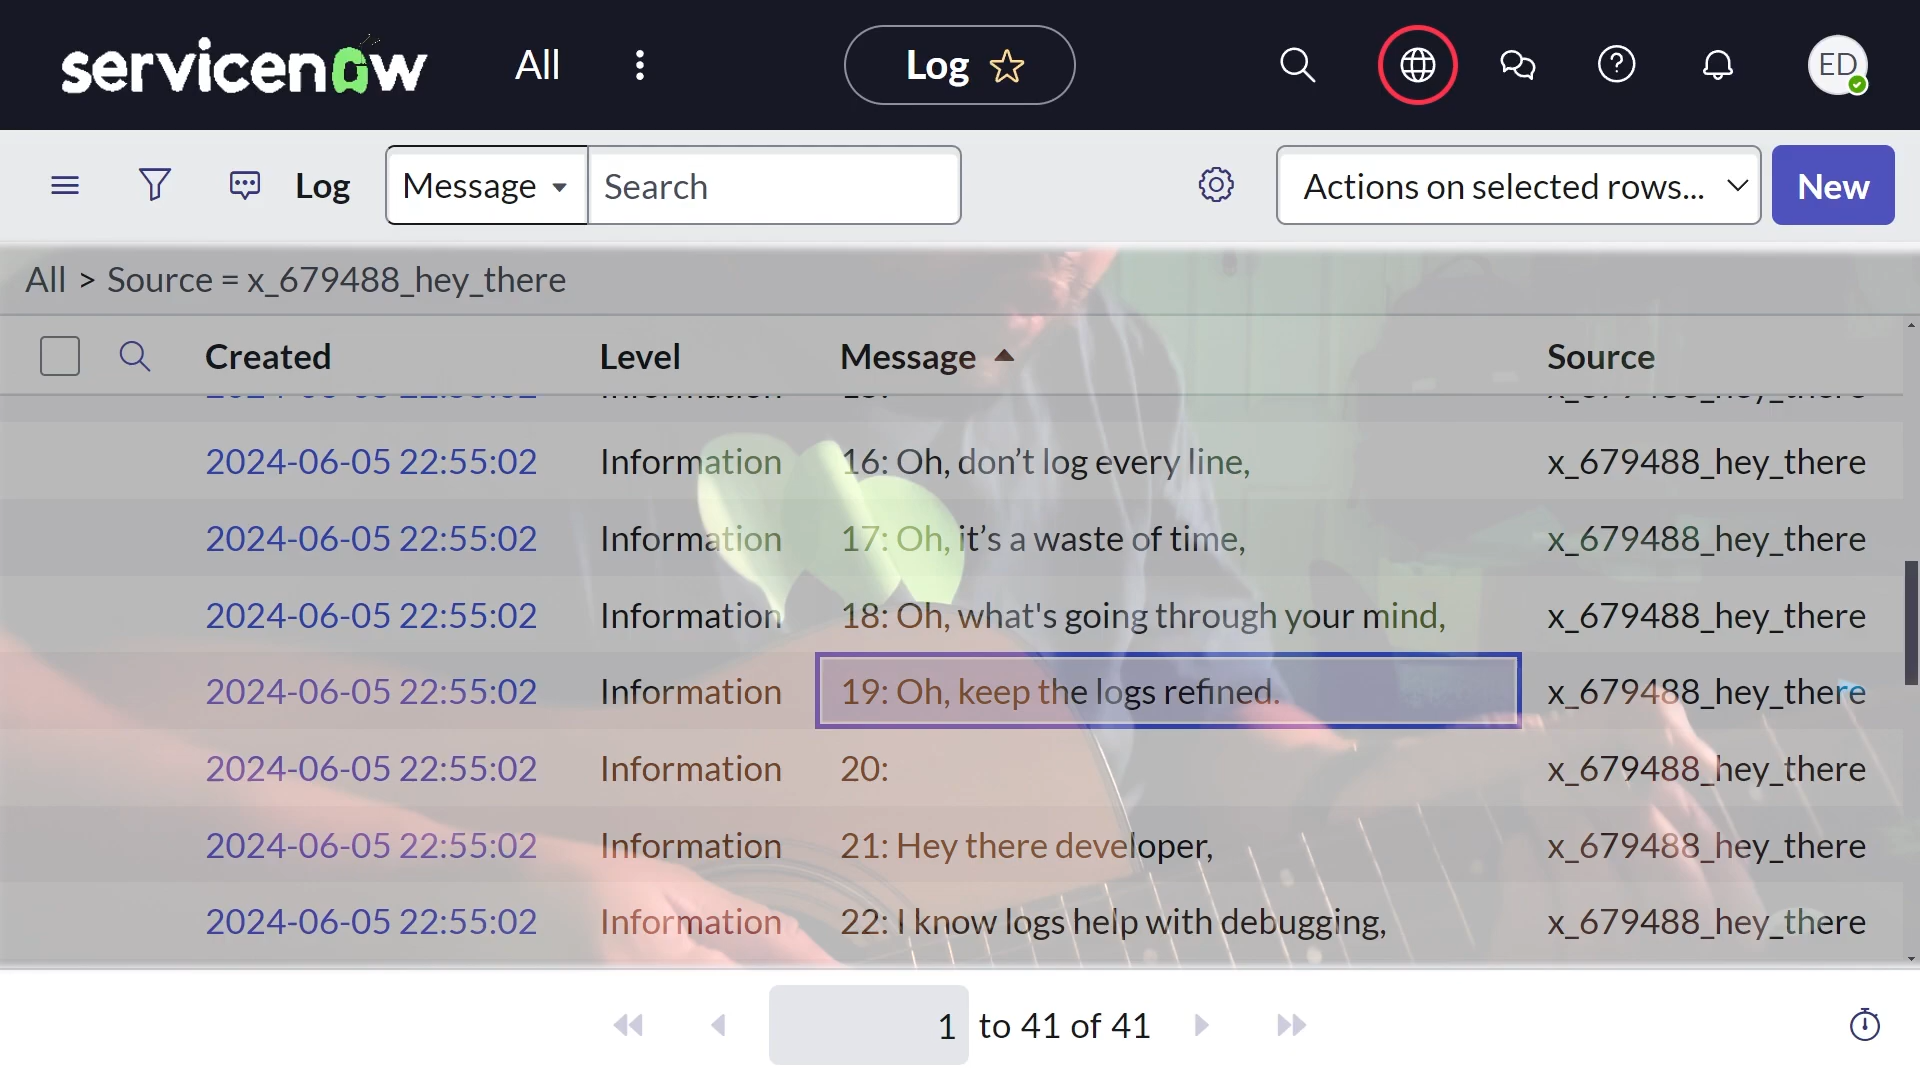 servicenow All Log ED
Log Message Search Actions on selected rows... New
All > Source = x_679488_hey_there
Created Level Message Source
2024-06-05 22:55:02 Information 16: Oh, don’t log every line, x_679488_hey_there
2024-06-05 22:55:02 Information 17: Oh, it’s a waste of time, x_679488_hey_there
2024-06-05 22:55:02 Information 18: Oh, what's going through your mind, x_679488_hey_there
2024-06-05 22:55:02 Information 19: Oh, keep the logs refined. x_679488_hey_there
2024-06-05 22:55:02 Information 20: x_679488_hey_there
2024-06-05 22:55:02 Information 21: Hey there developer, x_679488_hey_there
2024-06-05 22:55:02 Information 22: I know logs help with debugging, x_679488_hey_there
1 to 41 of 41